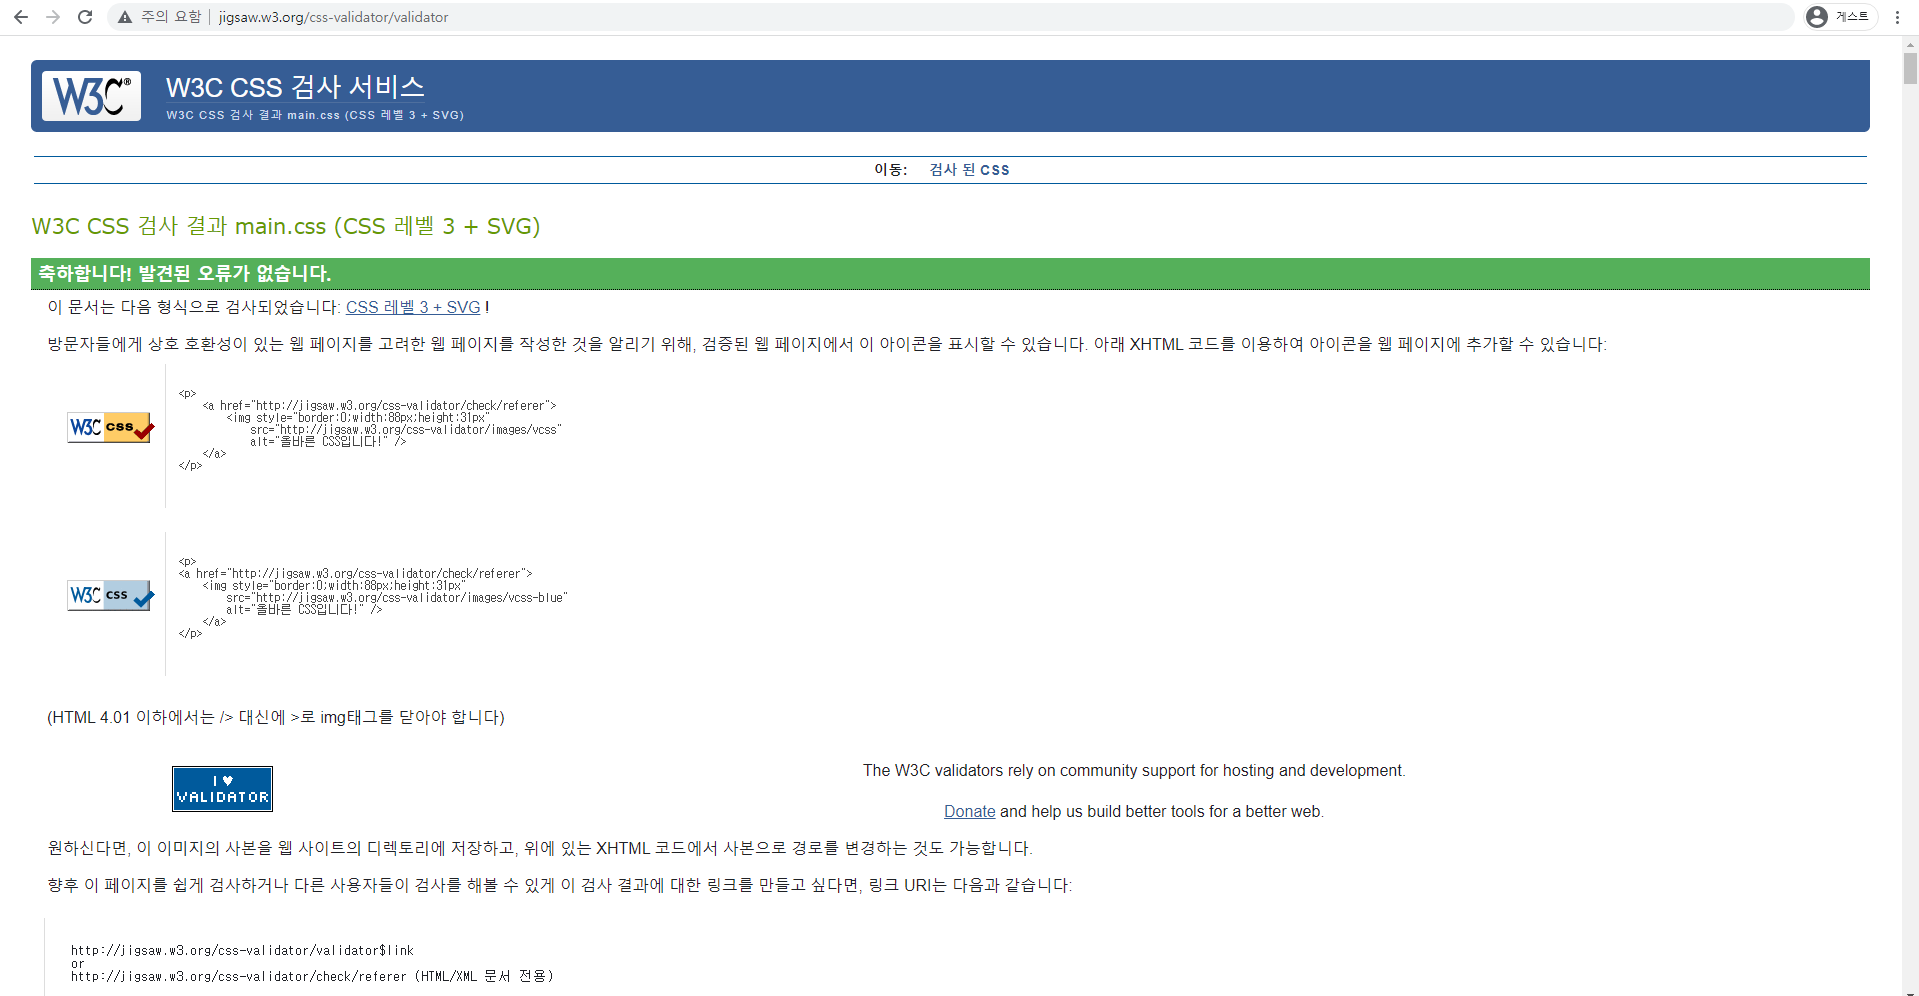 주의 요함 | jigsaw.w3.org/css-validator/validator
게스트
W3C®
W3C CSS 검사 서비스
W3C CSS 검사 결과 main.css (CSS 레벨 3 + SVG)
이동: 검사 된 CSS
W3C CSS 검사 결과 main.css (CSS 레벨 3 + SVG)
축하합니다! 발견된 오류가 없습니다.
이 문서는 다음 형식으로 검사되었습니다: CSS 레벨 3 + SVG !
방문자들에게 상호 호환성이 있는 웹 페이지를 고려한 웹 페이지를 작성한 것을 알리기 위해, 검증된 웹 페이지에서 이 아이콘을 표시할 수 있습니다. 아래 XHTML 코드를 이용하여 아이콘을 웹 페이지에 추가할 수 있습니다:
W3C css
<p>
<a href="http://jigsaw.w3.org/css-validator/check/referer">
<img style="border:0;width:88px;height:31px"
src="http://jigsaw.w3.org/css-validator/images/vcss"
alt="올바른 CSS입니다!" />
</a>
</p>
W3C css
<p>
<a href="http://jigsaw.w3.org/css-validator/check/referer">
<img style="border:0;width:88px;height:31px"
src="http://jigsaw.w3.org/css-validator/images/vcss-blue"
alt="올바른 CSS입니다!" />
</a>
</p>
(HTML 4.01 이하에서는 /> 대신에 >로 img태그를 닫아야 합니다)
I ♥
VALIDATOR
The W3C validators rely on community support for hosting and development.
Donate and help us build better tools for a better web.
원하신다면, 이 이미지의 사본을 웹 사이트의 디렉토리에 저장하고, 위에 있는 XHTML 코드에서 사본으로 경로를 변경하는 것도 가능합니다.
향후 이 페이지를 쉽게 검사하거나 다른 사용자들이 검사를 해볼 수 있게 이 검사 결과에 대한 링크를 만들고 싶다면, 링크 URI는 다음과 같습니다:
http://jigsaw.w3.org/css-validator/validator$link
or
http://jigsaw.w3.org/css-validator/check/referer (HTML/XML 문서 전용)